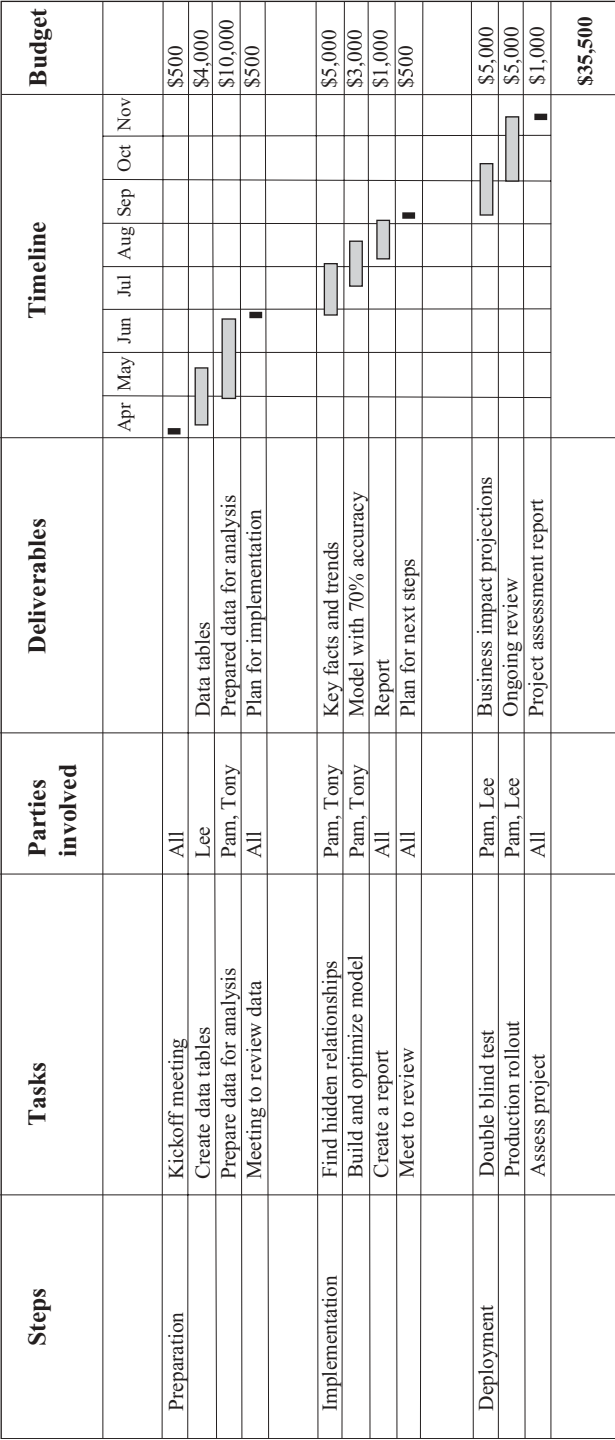 Steps Tasks Parties involved Deliverables Timeline Budget
Apr May Jun Jul Aug Sep Oct Nov
Preparation Kickoff meeting All $500
Create data tables Lee Data tables $4,000
Prepare data for analysis Pam, Tony Prepared data for analysis $10,000
Meeting to review data All Plan for implementation $500
Implementation Find hidden relationships Pam, Tony Key facts and trends $5,000
Build and optimize model Pam, Tony Model with 70% accuracy $3,000
Create a report All Report $1,000
Meet to review All Plan for next steps $500
Deployment Double blind test Pam, Lee Business impact projections $5,000
Production rollout Pam, Lee Ongoing review $5,000
Assess project All Project assessment report $1,000
$35,500